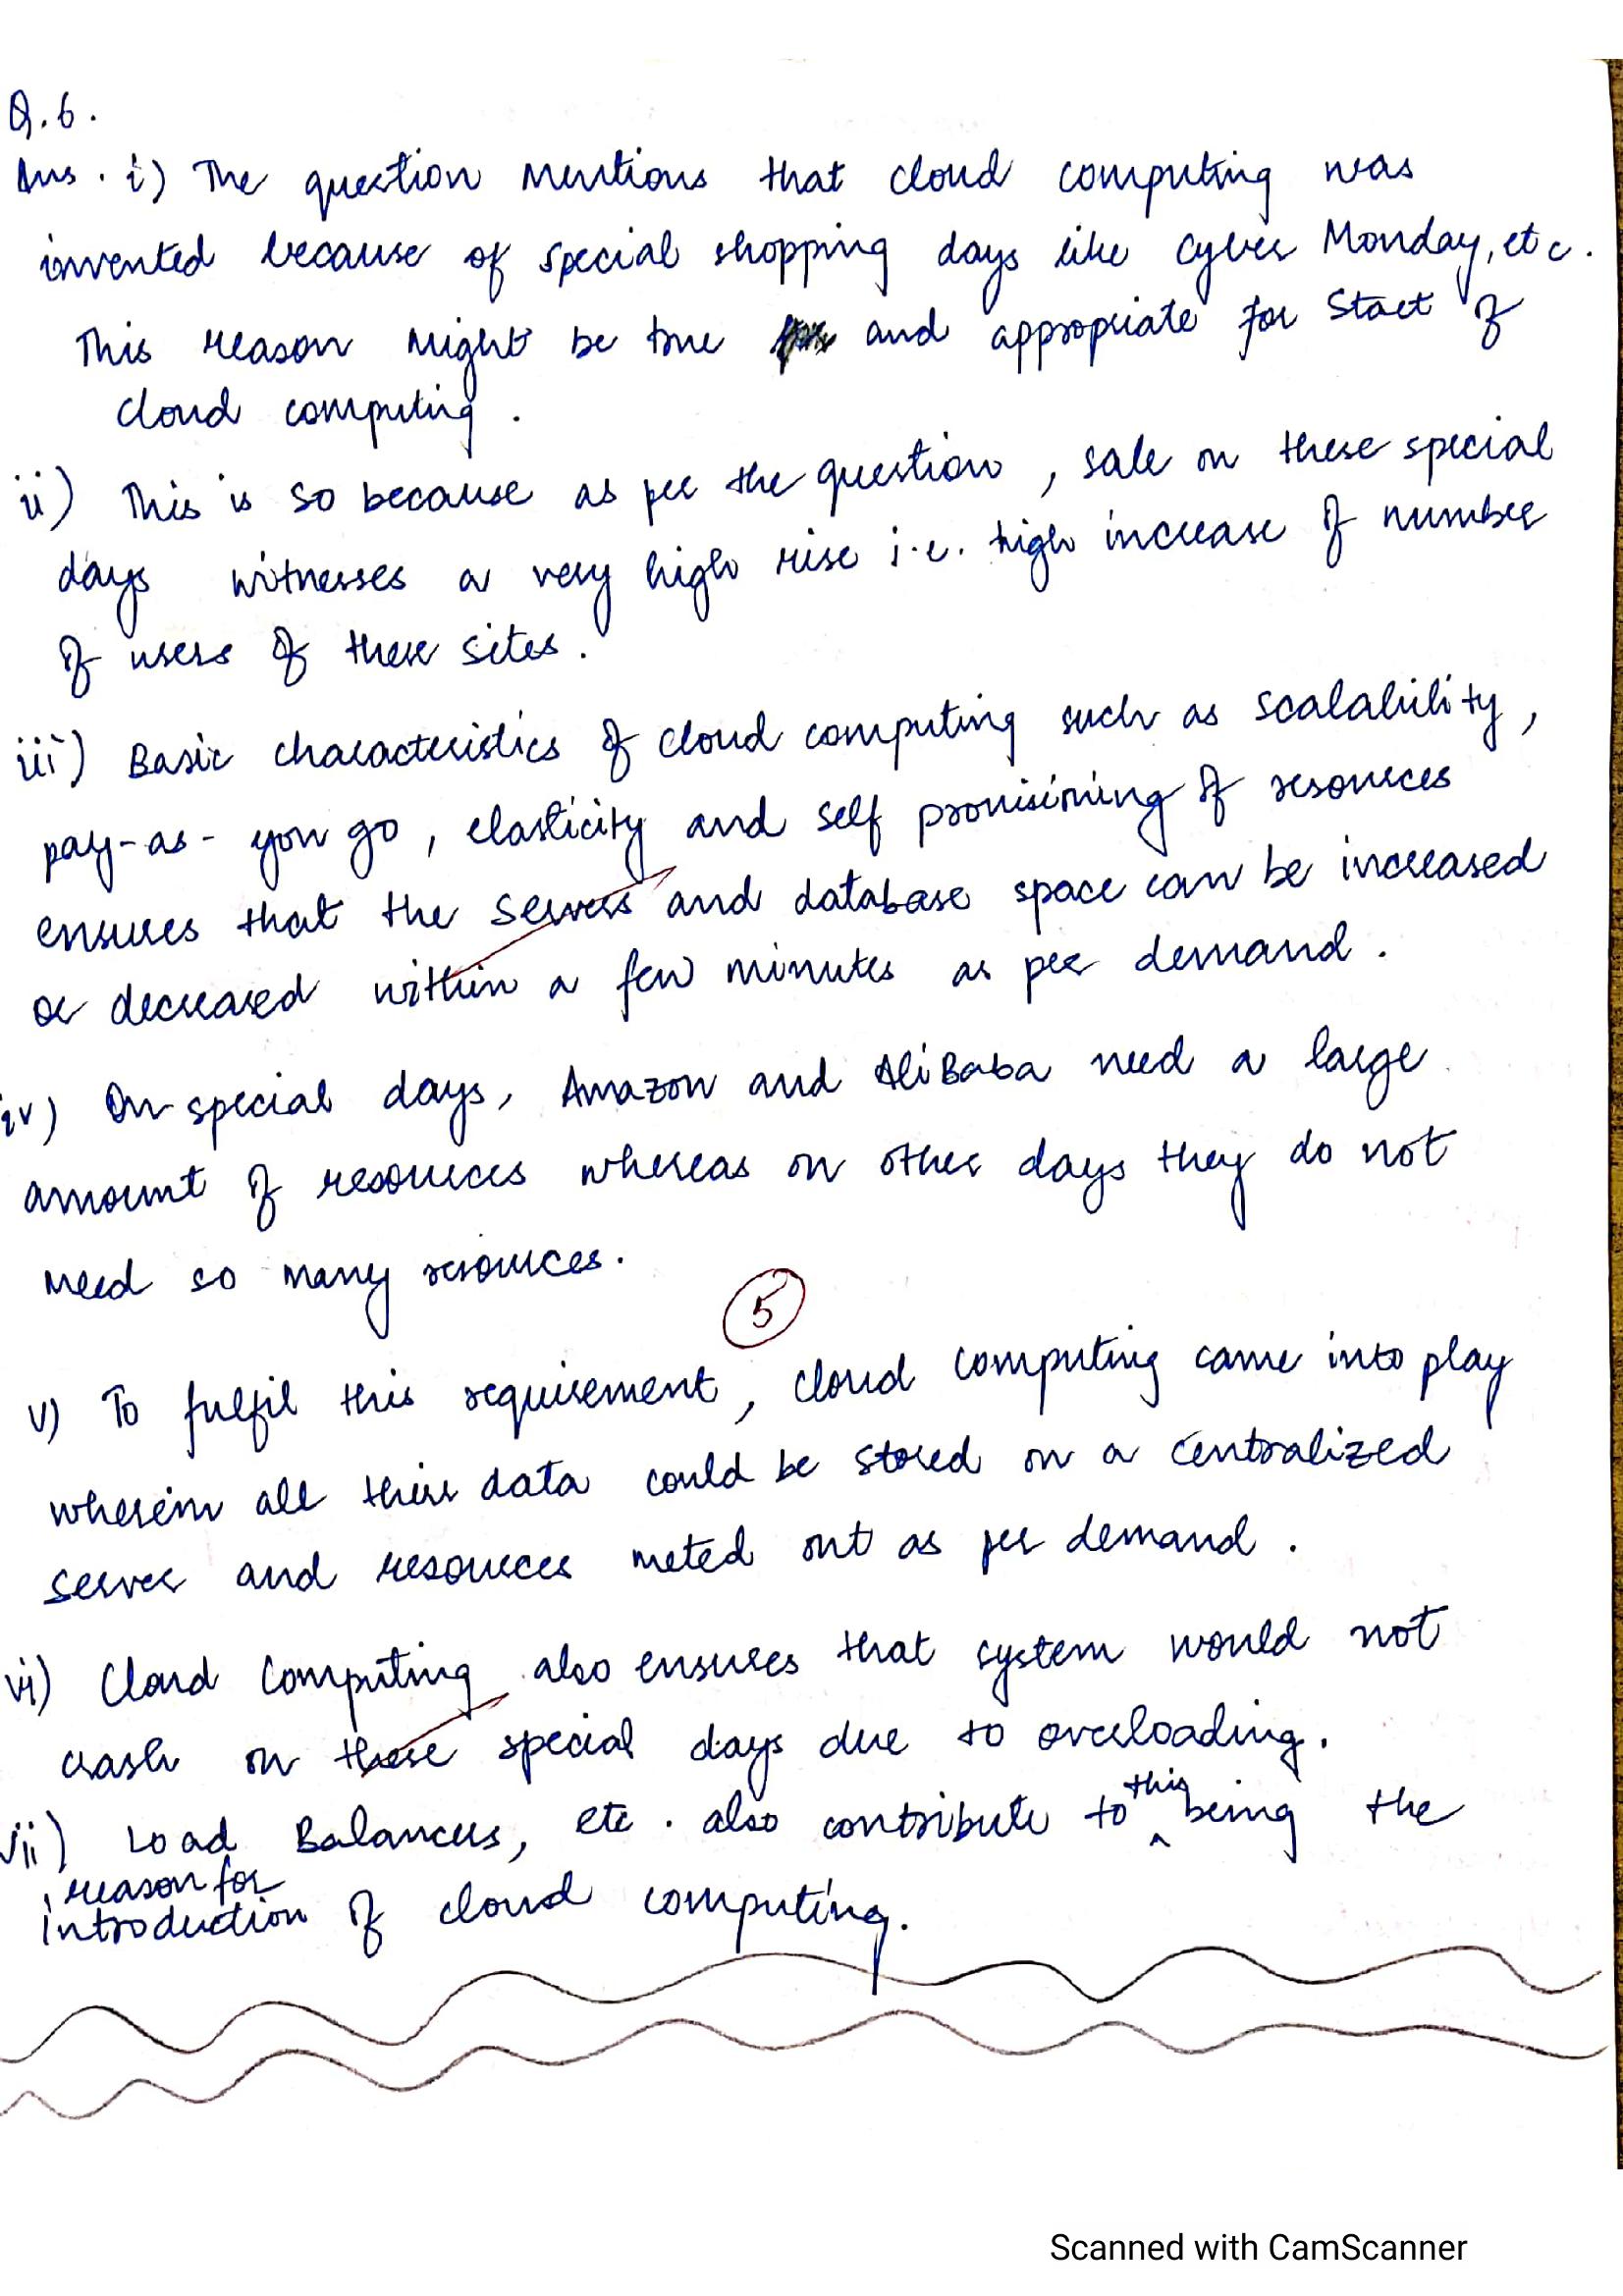 Q.6.
Ans. i) The question mentions that cloud computing was
invented because of special shopping days like cyber Monday, etc.
This reason might be true and appropriate for start of
cloud computing.
ii) This is so because as per the question, sale on these special
days witnesses a very high rise i.e. high increase of number
of users of these sites.
iii) Basic characteristics of cloud computing such as scalability,
pay-as-you go, elasticity and self provisioning of resources
ensures that the servers and database space can be increased
or decreased within a few minutes as per demand.
iv) On special days, Amazon and AliBaba need a large
amount of resources whereas on other days they do not
need so many resources.
5
v) To fulfil this requirement, cloud computing came into play
wherein all their data could be stored on a centralized
server and resources meted out as per demand.
vi) Cloud Computing also ensures that system would not
crash on these special days due to overloading.
vii) Load Balancers, etc. also contribute to this being the
reason for
introduction of cloud computing.
Scanned with CamScanner